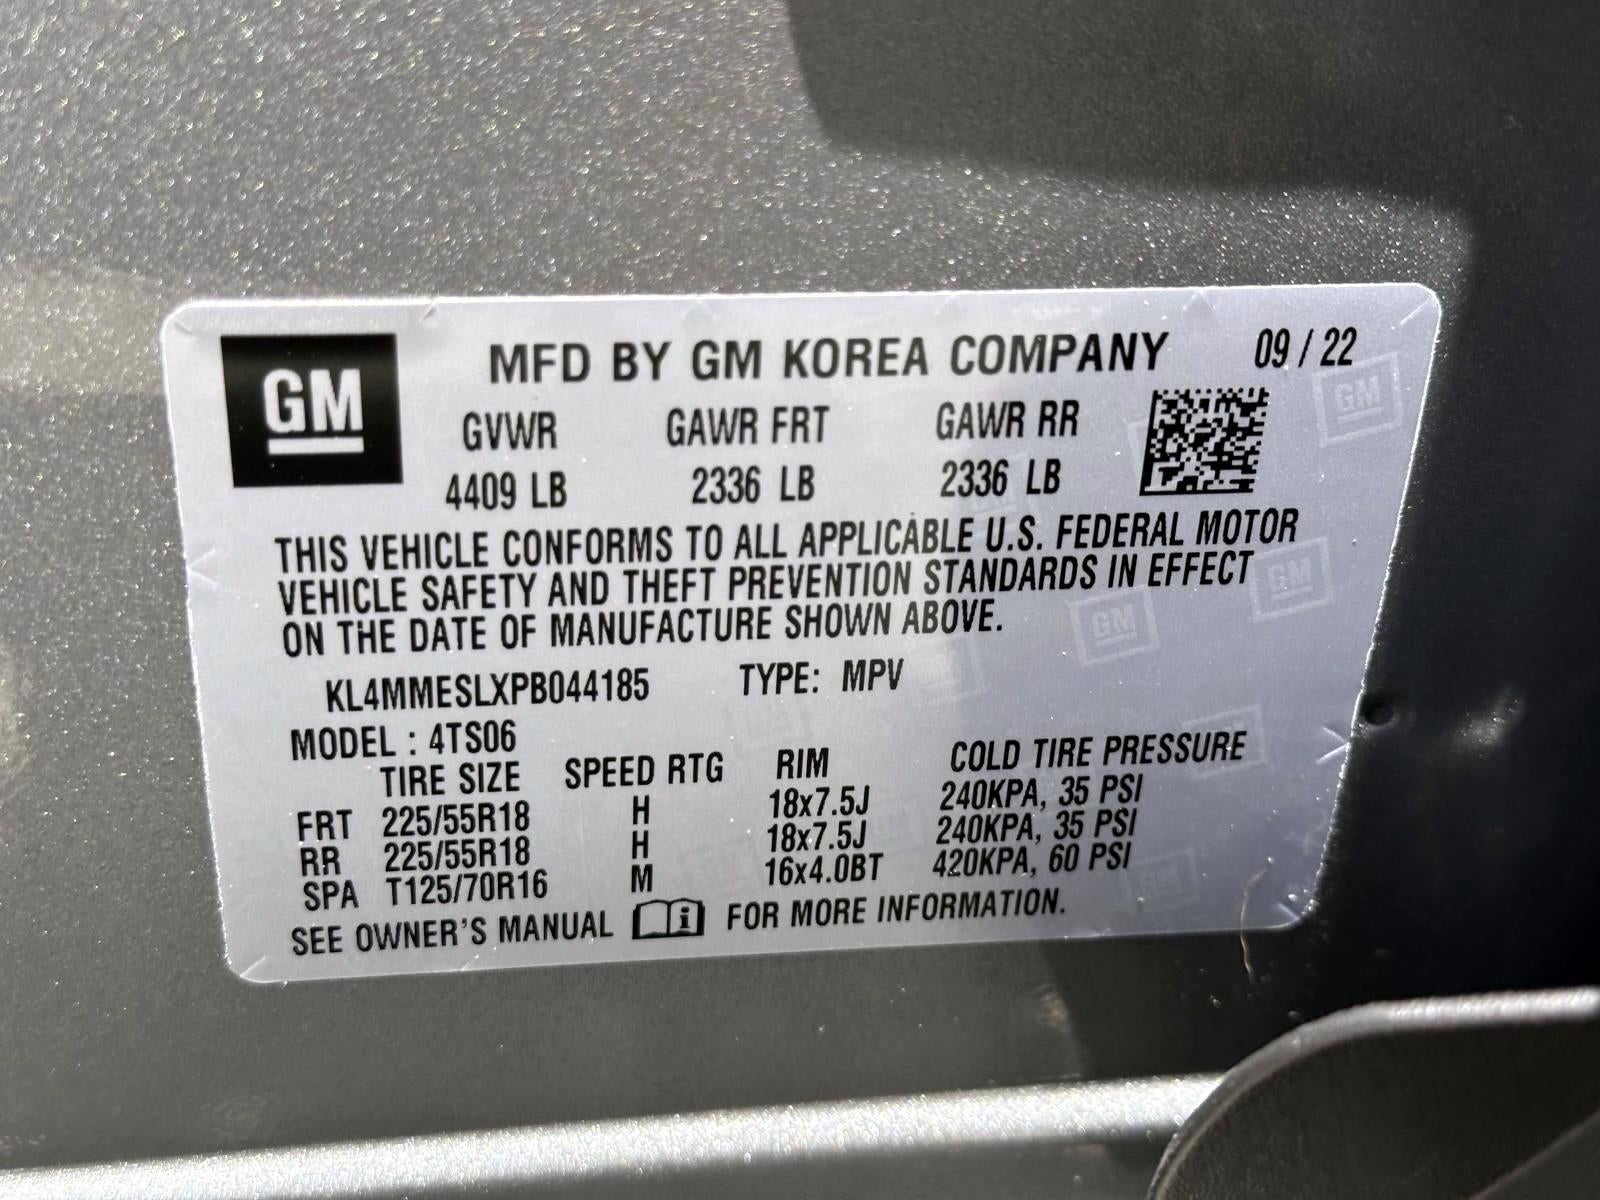 GM
MFD BY GM KOREA COMPANY 09 / 22
GVWR GAWR FRT GAWR RR
4409 LB 2336 LB 2336 LB
THIS VEHICLE CONFORMS TO ALL APPLICABLE U.S. FEDERAL MOTOR
VEHICLE SAFETY AND THEFT PREVENTION STANDARDS IN EFFECT
ON THE DATE OF MANUFACTURE SHOWN ABOVE.
KL4MMESLXPB044185 TYPE: MPV
MODEL : 4TS06
TIRE SIZE SPEED RTG RIM COLD TIRE PRESSURE
FRT 225/55R18 H 18x7.5J 240KPA, 35 PSI
RR 225/55R18 H 18x7.5J 240KPA, 35 PSI
SPA T125/70R16 M 16x4.0BT 420KPA, 60 PSI
SEE OWNER'S MANUAL i FOR MORE INFORMATION.